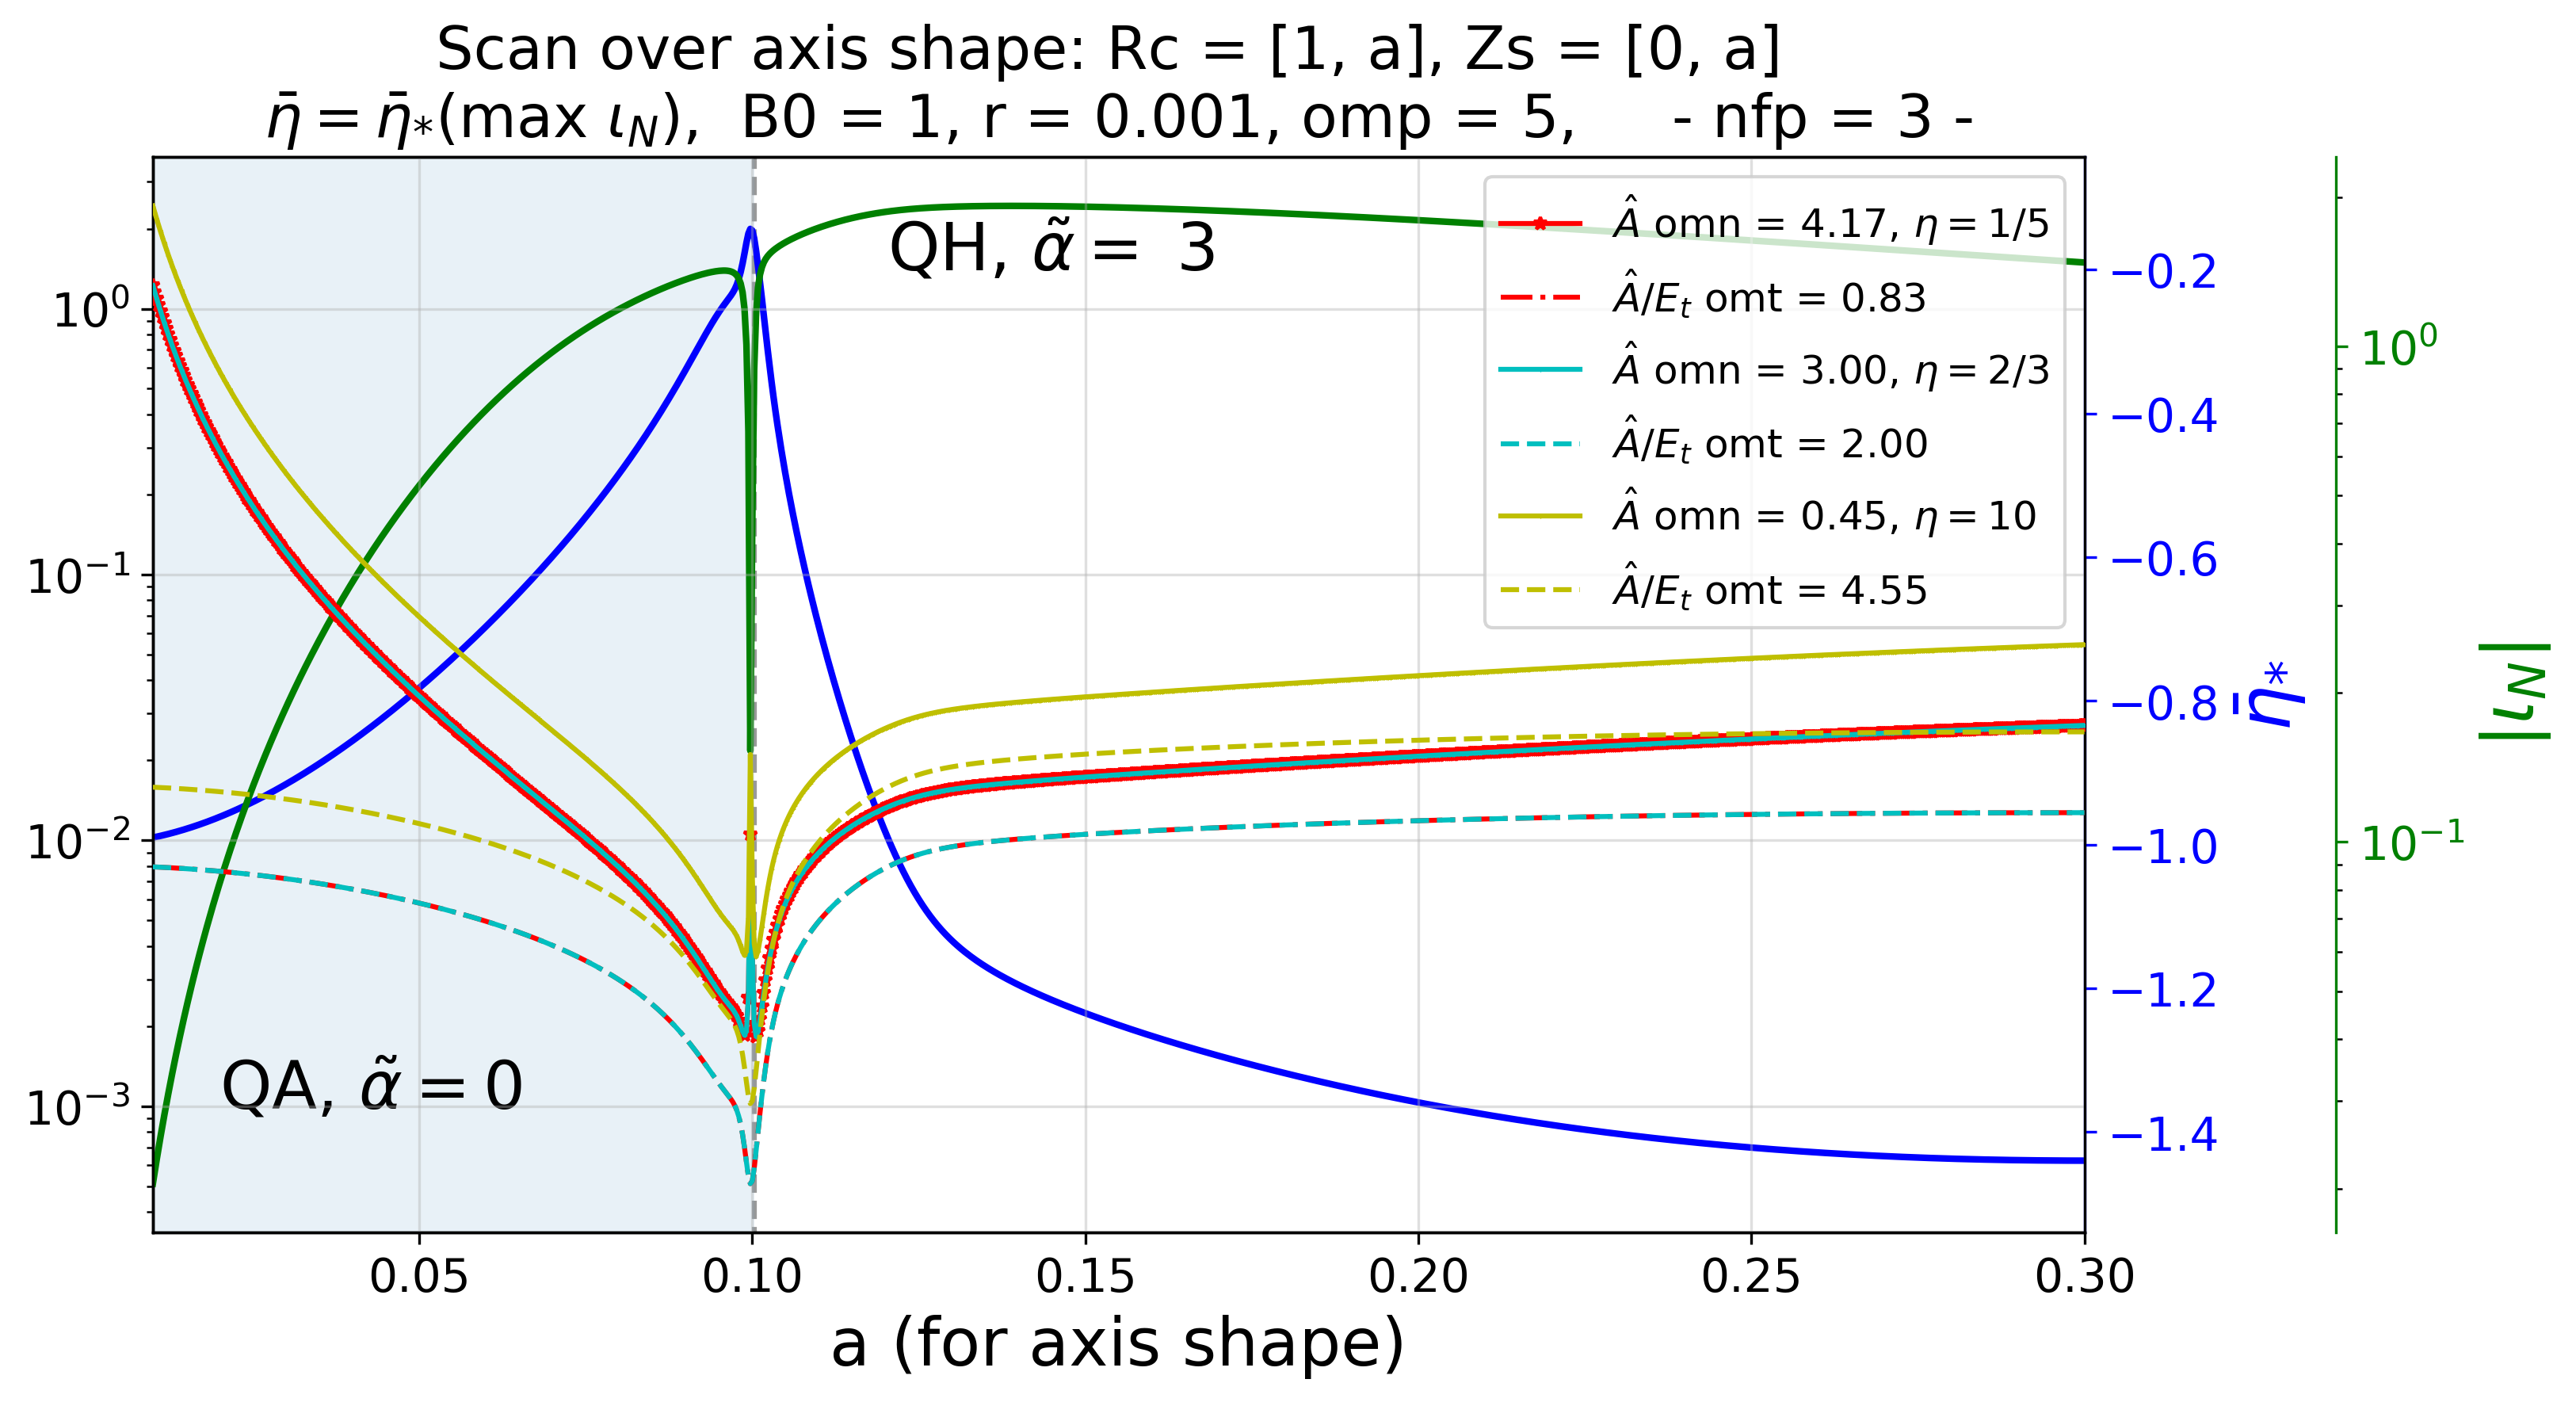 Scan over axis shape: Rc = [1, a], Zs = [0, a]
η̄ = η̄*(max ι_N), B0 = 1, r = 0.001, omp = 5, - nfp = 3 -
QH, α̃ = 3
QA, α̃ = 0
Â omn = 4.17, η = 1/5
Â/E_t omt = 0.83
Â omn = 3.00, η = 2/3
Â/E_t omt = 2.00
Â omn = 0.45, η = 10
Â/E_t omt = 4.55
10⁰
10⁻¹
10⁻²
10⁻³
0.05 0.10 0.15 0.20 0.25 0.30
a (for axis shape)
−0.2
−0.4
−0.6
−0.8
−1.0
−1.2
−1.4
η̄*
10⁰
10⁻¹
|ι_N|